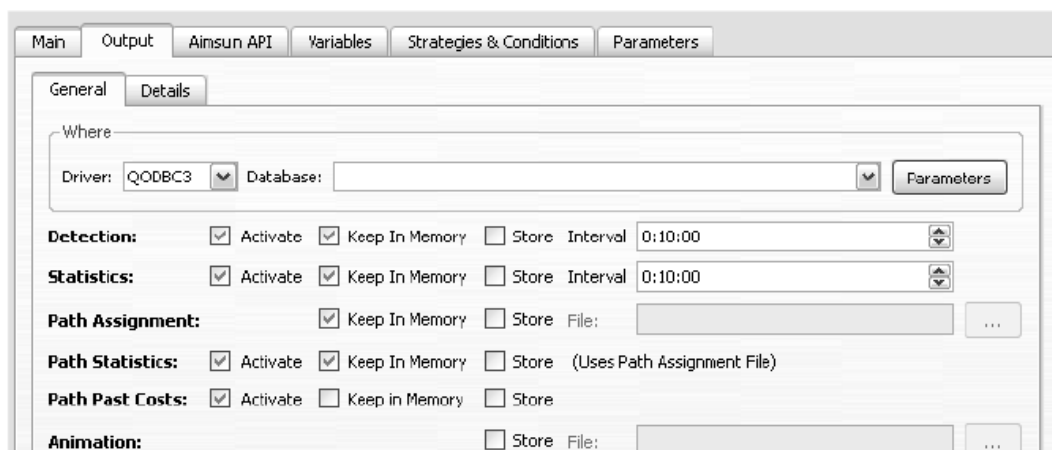 Main Output Aimsun API Variables Strategies & Conditions Parameters
General Details
Where
Driver: QODBC3 Database: Parameters
Detection: Activate Keep In Memory Store Interval 0:10:00
Statistics: Activate Keep In Memory Store Interval 0:10:00
Path Assignment: Keep In Memory Store File: ...
Path Statistics: Activate Keep In Memory Store (Uses Path Assignment File)
Path Past Costs: Activate Keep in Memory Store
Animation: Store File: ...